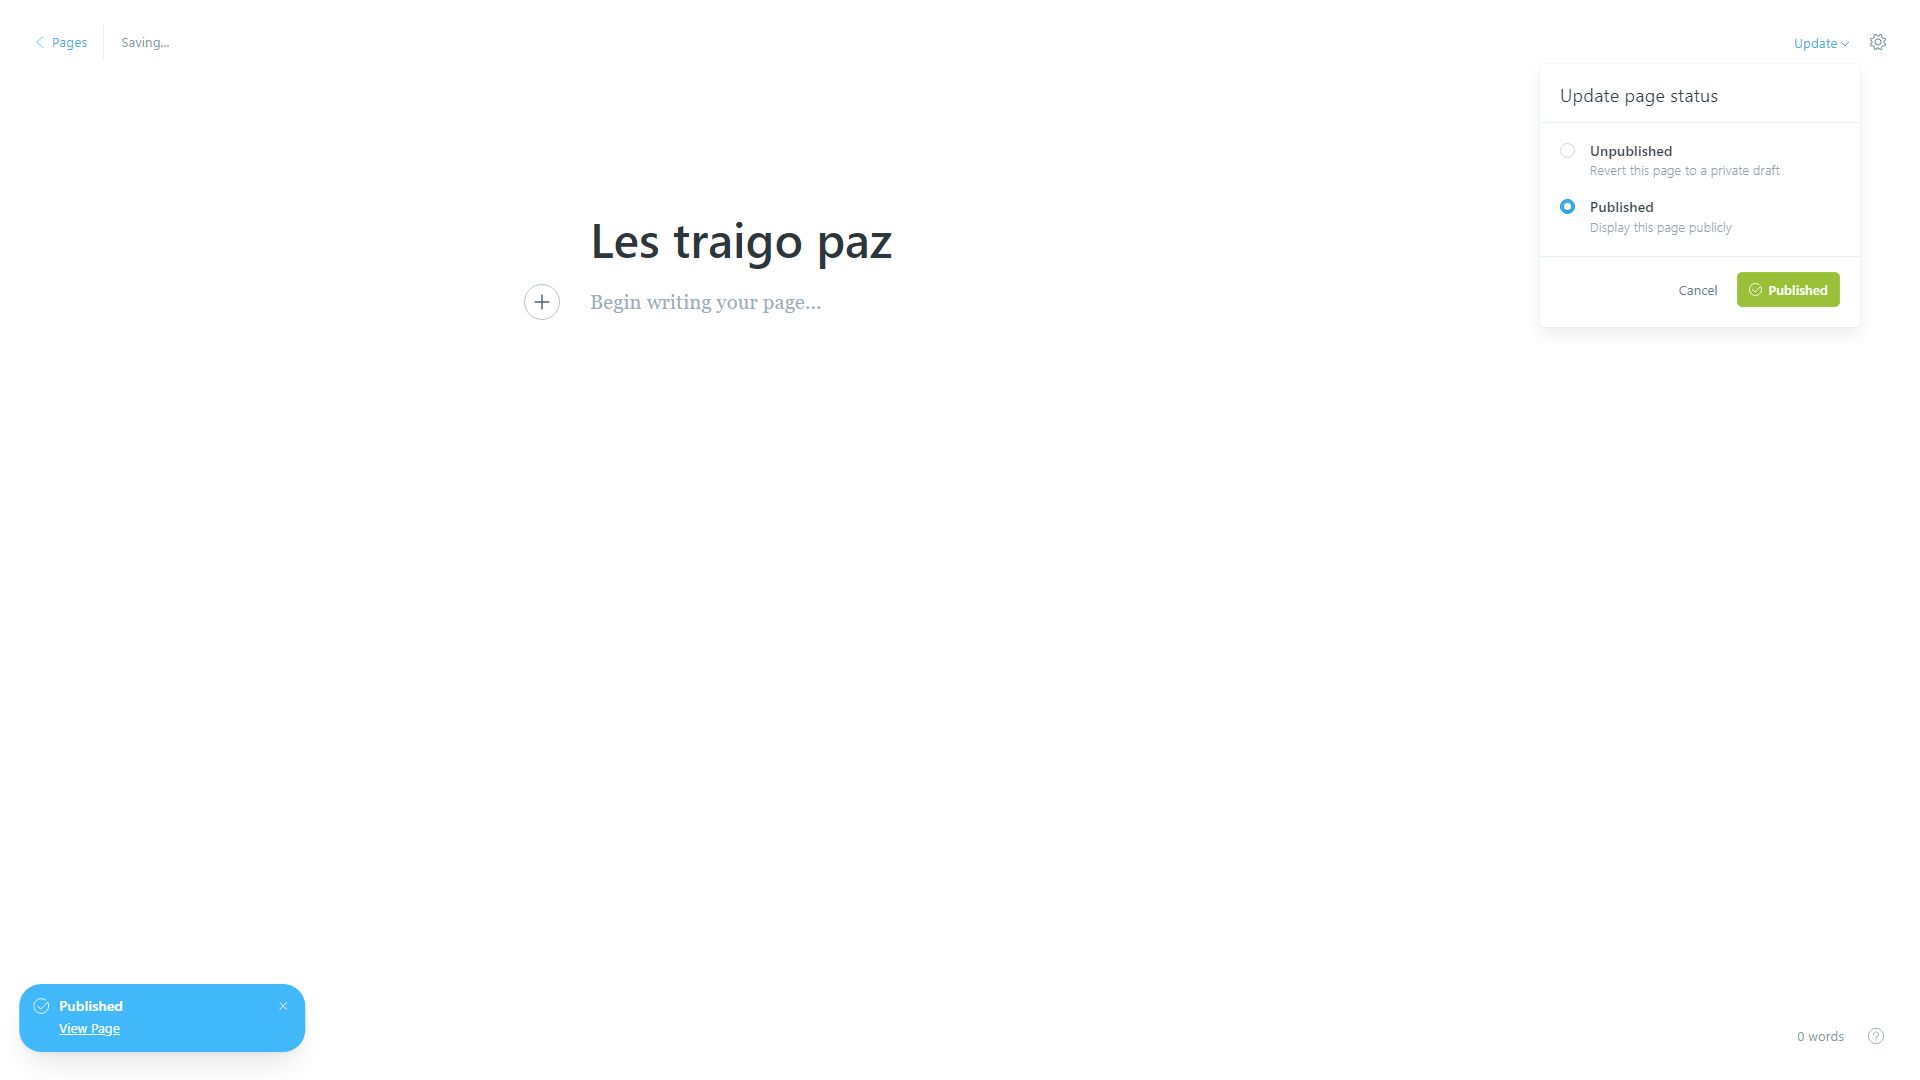 Pages
Saving...
Update
Update page status
Unpublished
Revert this page to a private draft
Published
Display this page publicly
Cancel
Published
Les traigo paz
Begin writing your page...
Published
View Page
0 words
?